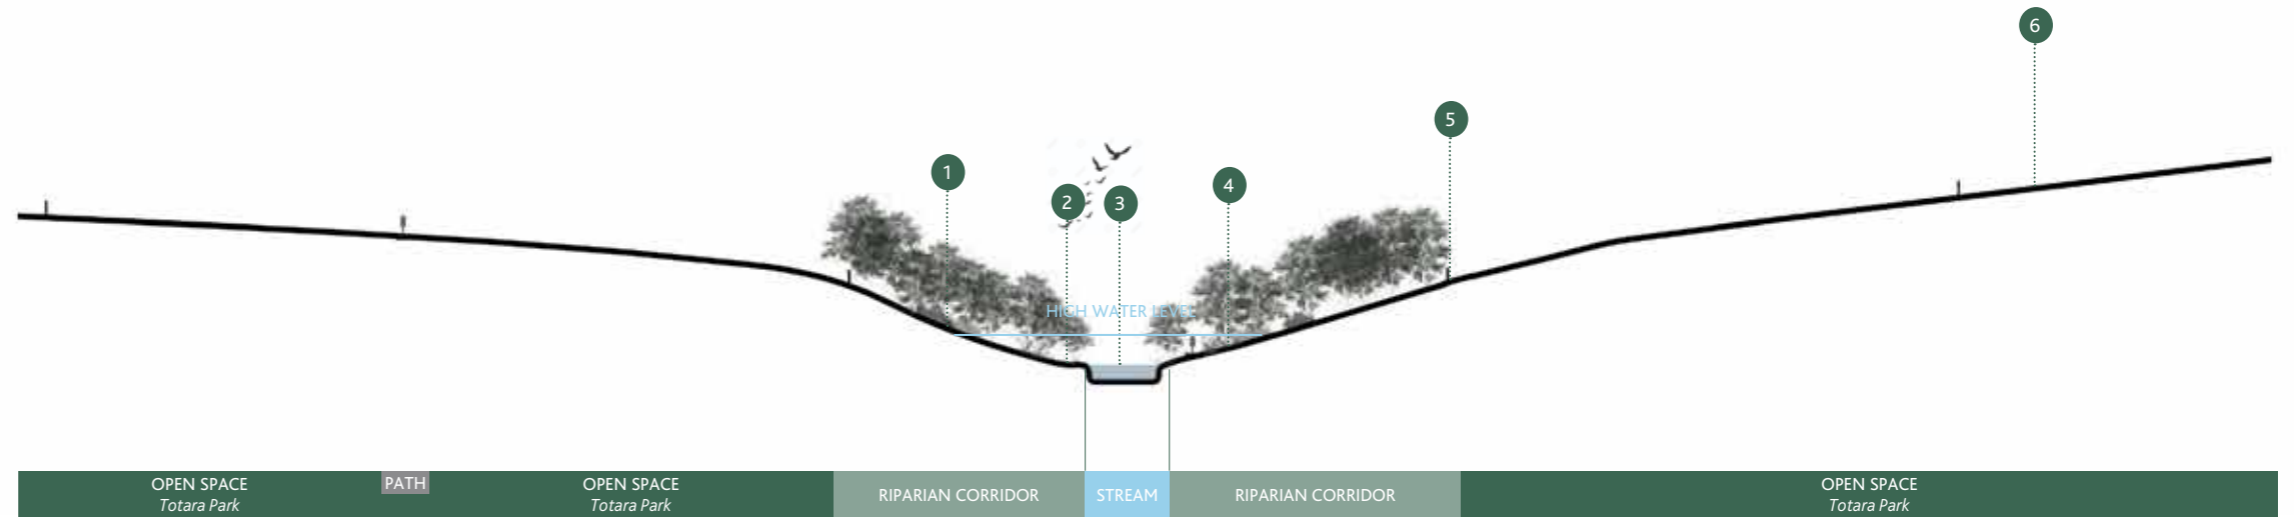 6
5
1
4
2
3
HIGH WATER LEVEL
OPEN SPACE
Totara Park
PATH
OPEN SPACE
Totara Park
RIPARIAN CORRIDOR
STREAM
RIPARIAN CORRIDOR
OPEN SPACE
Totara Park